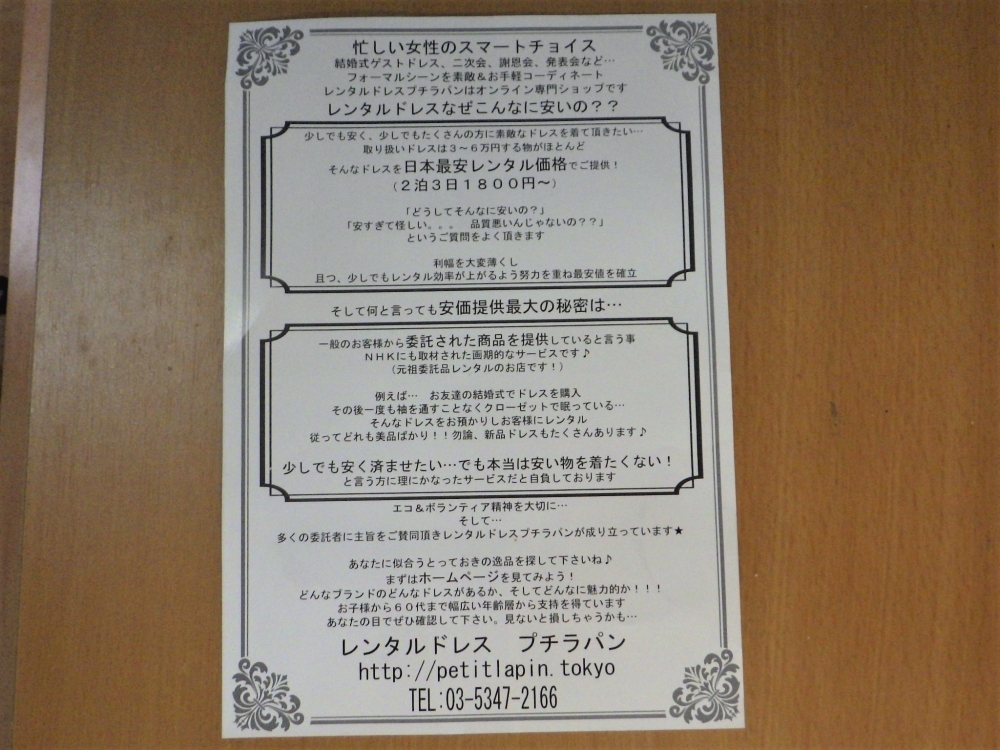 忙しい女性のスマートチョイス
結婚式ゲストドレス、二次会、謝恩会、発表会など…
フォーマルシーンを素敵＆お手軽コーディネート
レンタルドレスプチラパンはオンライン専門ショップです
レンタルドレスなぜこんなに安いの？？
少しでも安く、少しでもたくさんの方に素敵なドレスを着て頂きたい…
取り扱いドレスは３～６万円する物がほとんど
そんなドレスを日本最安レンタル価格でご提供！
（２泊３日１８００円～）
「どうしてそんなに安いの？」
「安すぎて怪しい。。。　品質悪いんじゃないの？？」
というご質問をよく頂きます
利幅を大変薄くし
且つ、少しでもレンタル効率が上がるよう努力を重ね最安値を確立
そして何と言っても安価提供最大の秘密は…
一般のお客様から委託された商品を提供していると言う事
ＮＨＫにも取材された画期的なサービスです♪
（元祖委託品レンタルのお店です！）
例えば…　お友達の結婚式でドレスを購入
その後一度も袖を通すことなくクローゼットで眠っている…
そんなドレスをお預かりしお客様にレンタル
従ってどれも美品ばかり！！勿論、新品ドレスもたくさんあります♪
少しでも安く済ませたい…でも本当は安い物を着たくない！
と言う方に理にかなったサービスだと自負しております
エコ＆ボランティア精神を大切に…
そして…
多くの委託者に主旨をご賛同頂きレンタルドレスプチラパンが成り立っています★
あなたに似合うとっておきの逸品を探して下さいね♪
まずはホームページを見てみよう！
どんなブランドのどんなドレスがあるか、そしてどんなに魅力的か！！！
お子様から６０代まで幅広い年齢層から支持を得ています
あなたの目でぜひ確認して下さい。見ないと損しちゃうかも…
レンタルドレス　プチラパン
http://petitlapin.tokyo
TEL:03-5347-2166